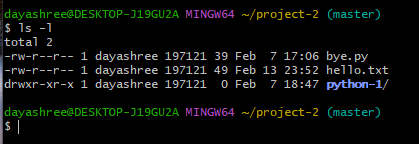 dayashree@DESKTOP-J19GU2A MINGW64 ~/project-2 (master)
$ ls -l
total 2
-rw-r--r-- 1 dayashree 197121 39 Feb  7 17:06 bye.py
-rw-r--r-- 1 dayashree 197121 49 Feb 13 23:52 hello.txt
drwxr-xr-x 1 dayashree 197121  0 Feb  7 18:47 python-1/
dayashree@DESKTOP-J19GU2A MINGW64 ~/project-2 (master)
$